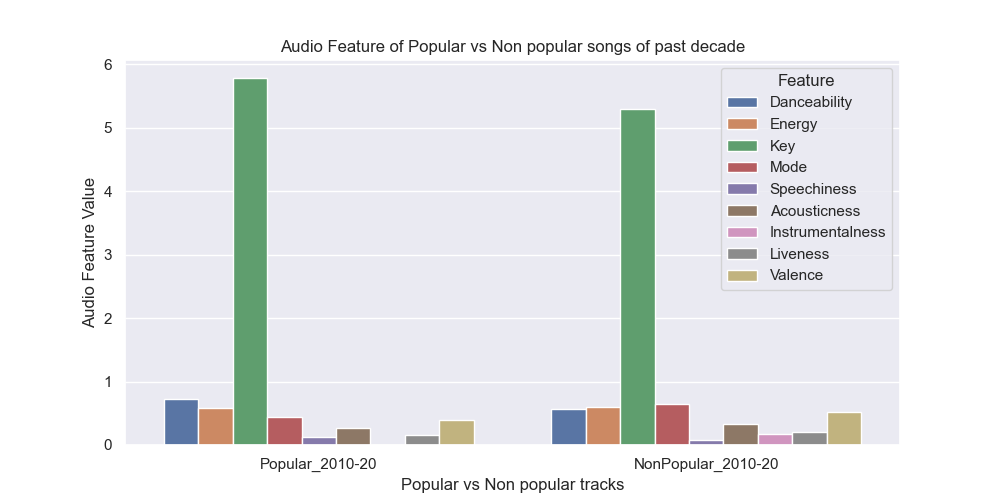 Audio Feature of Popular vs Non popular songs of past decade
Audio Feature Value
6
5
4
3
2
1
0
Feature
Danceability
Energy
Key
Mode
Speechiness
Acousticness
Instrumentalness
Liveness
Valence
Popular_2010-20
NonPopular_2010-20
Popular vs Non popular tracks